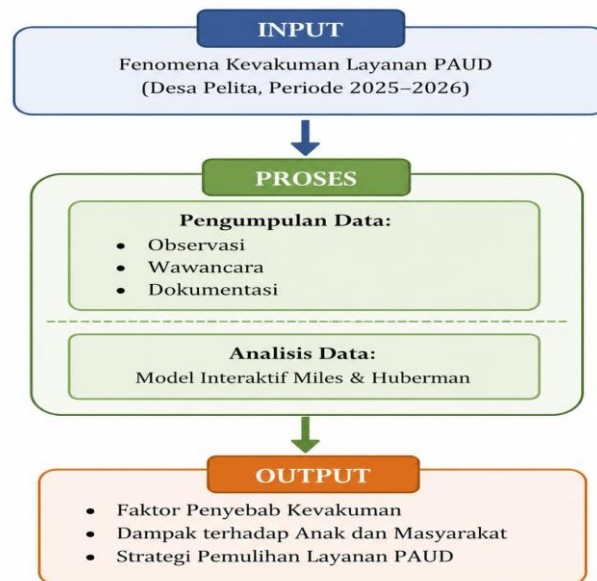 INPUT
Fenomena Kevakuman Layanan PAUD
(Desa Pelita, Periode 2025–2026)
PROSES
Pengumpulan Data:
• Observasi
• Wawancara
• Dokumentasi
Analisis Data:
Model Interaktif Miles & Huberman
OUTPUT
• Faktor Penyebab Kevakuman
• Dampak terhadap Anak dan Masyarakat
• Strategi Pemulihan Layanan PAUD